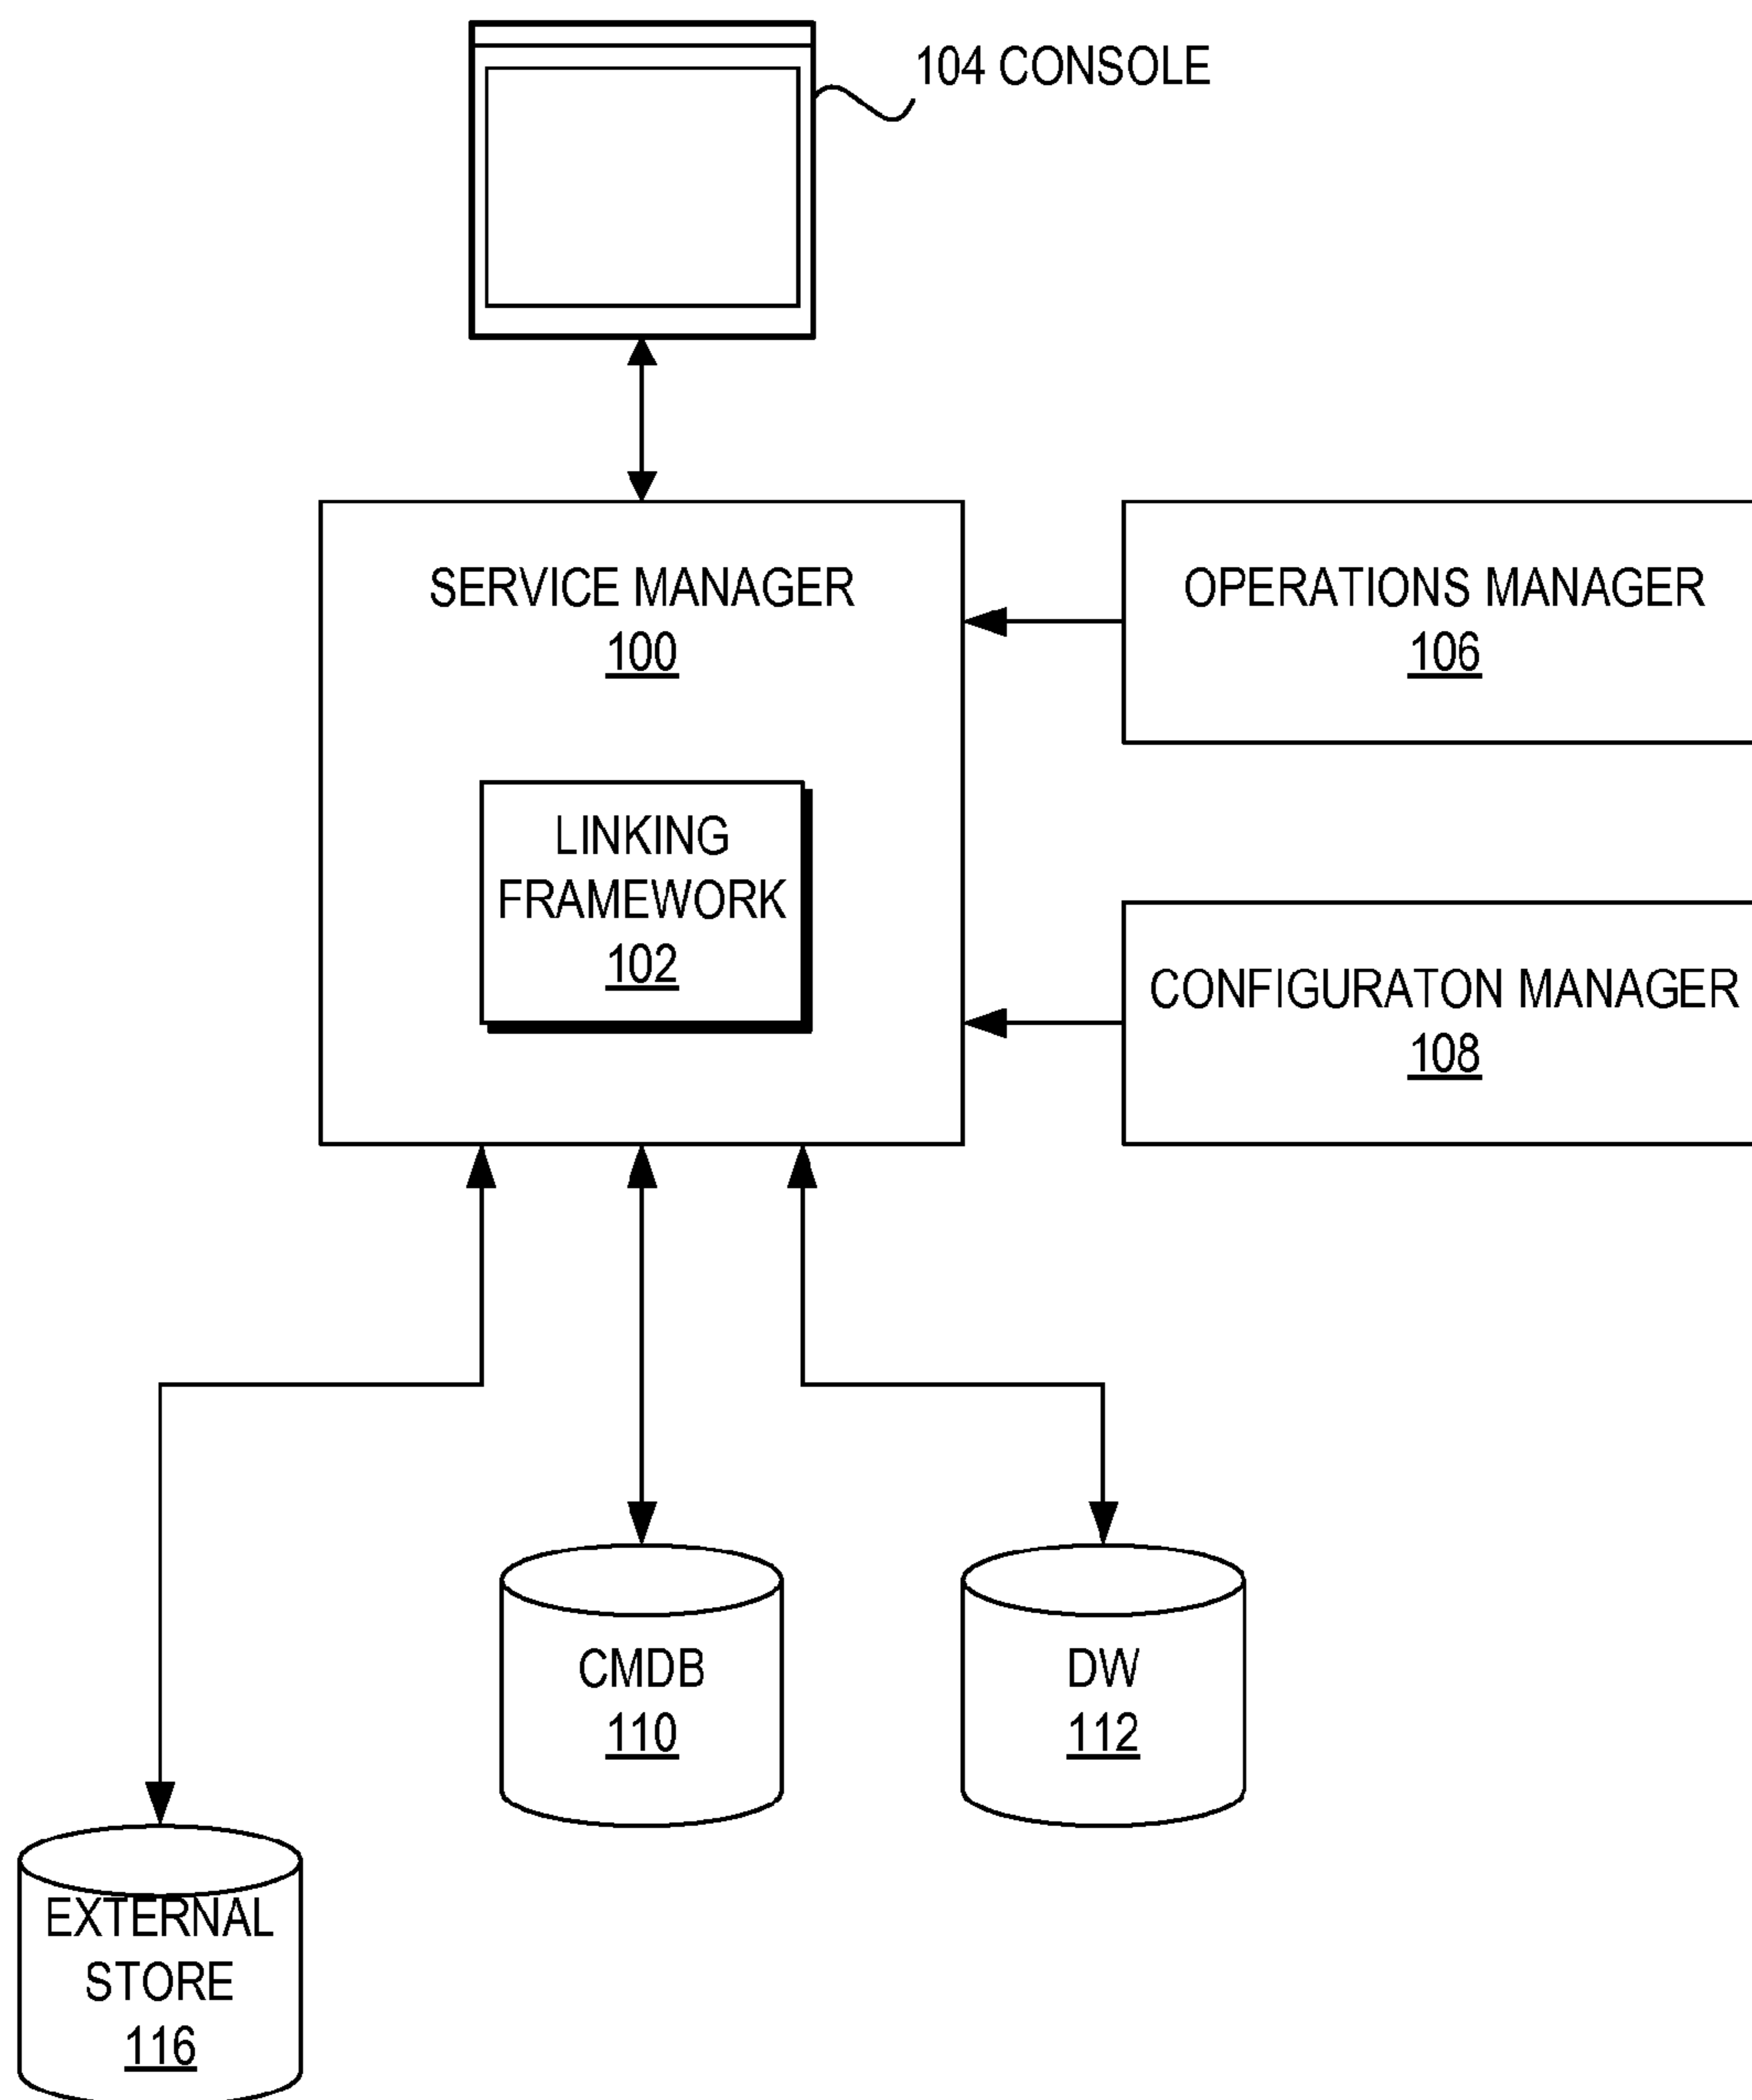 104 CONSOLE
SERVICE MANAGER
100
OPERATIONS MANAGER
106
LINKING
FRAMEWORK
102
CONFIGURATON MANAGER
108
CMDB
110
DW
112
EXTERNAL
STORE
116